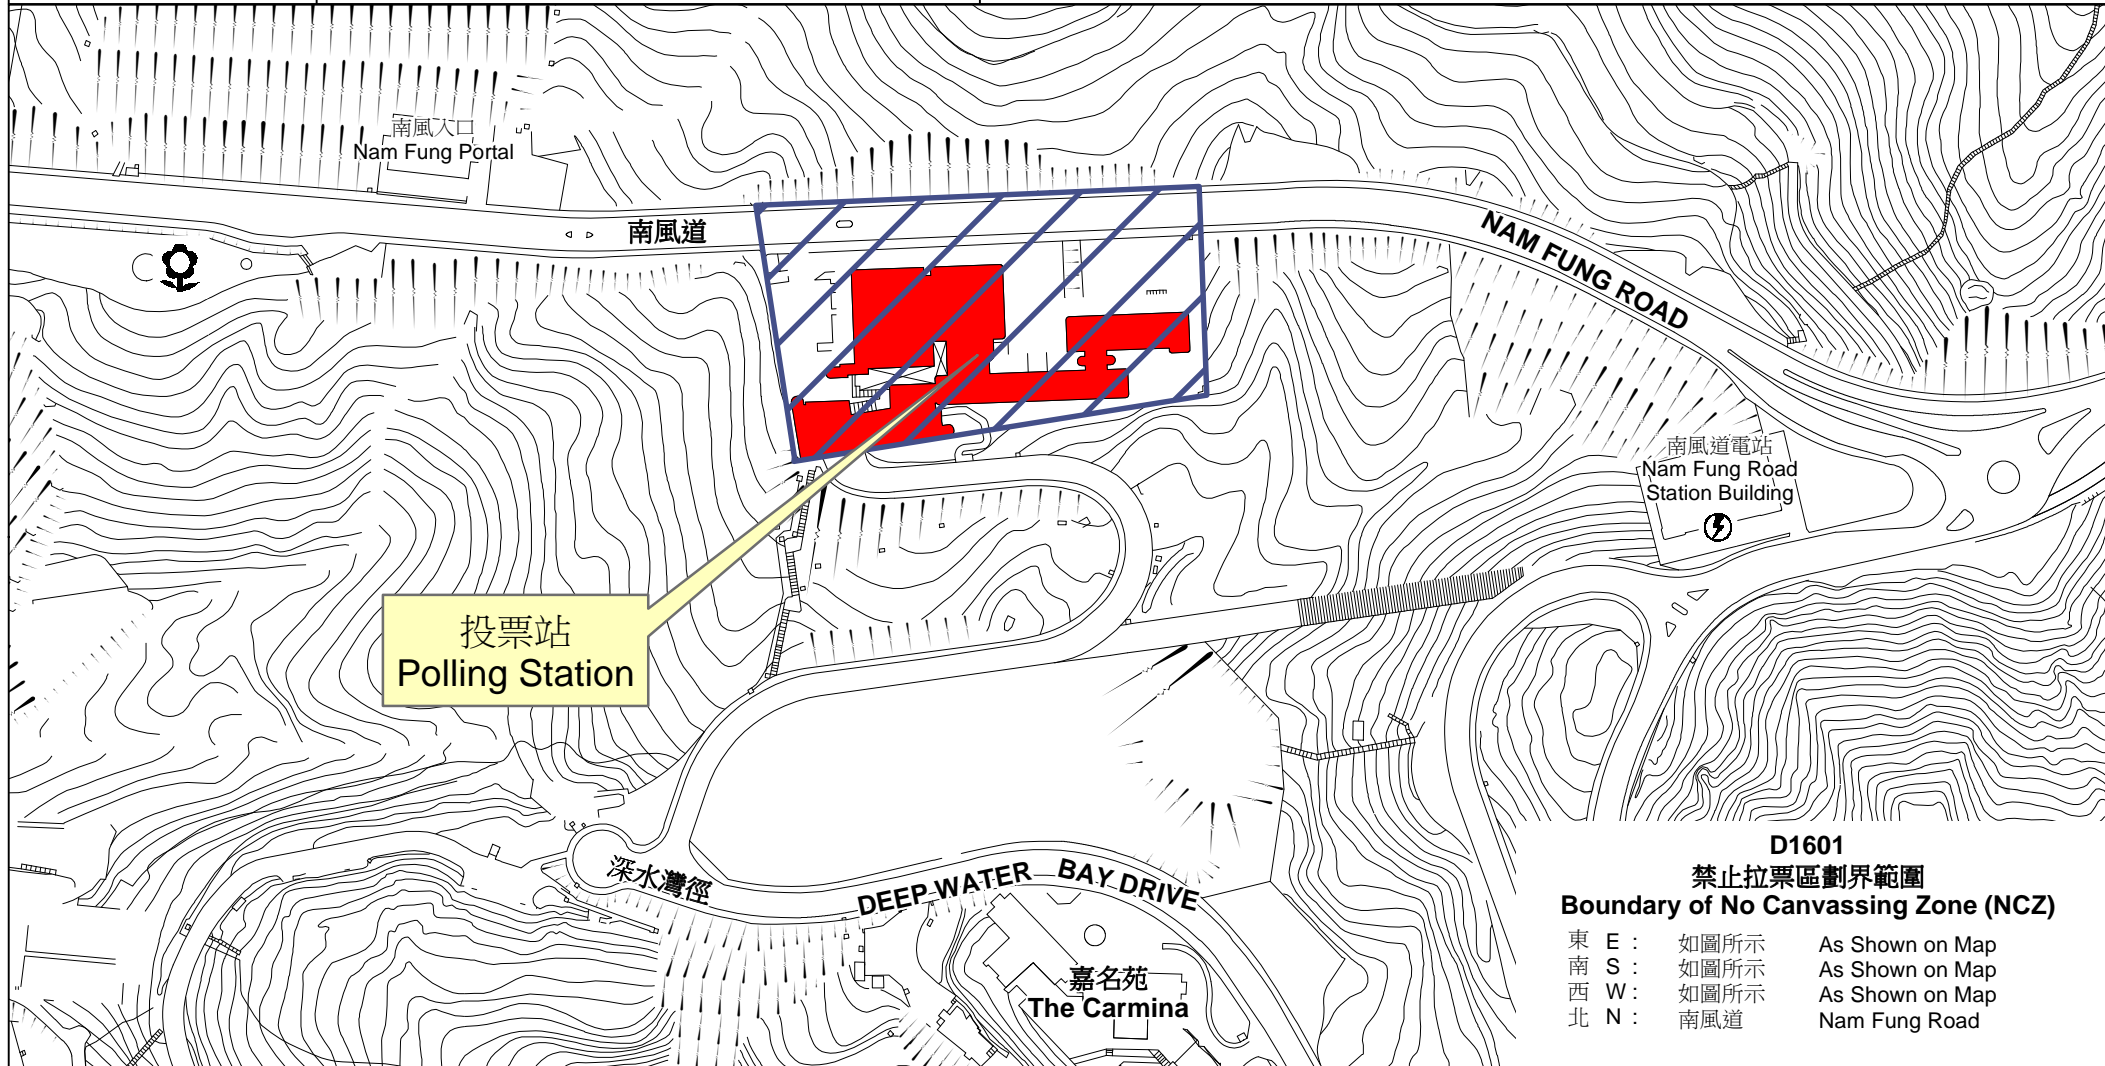 南風入口
Nam Fung Portal
南風道
NAM FUNG ROAD
南風道電站
Nam Fung Road
Station Building
投票站
Polling Station
深水灣徑
DEEP WATER BAY DRIVE
嘉名苑
The Carmina
D1601
禁止拉票區劃界範圍
Boundary of No Canvassing Zone (NCZ)
東 E : 如圖所示 As Shown on Map
南 S : 如圖所示 As Shown on Map
西 W : 如圖所示 As Shown on Map
北 N : 南風道 Nam Fung Road